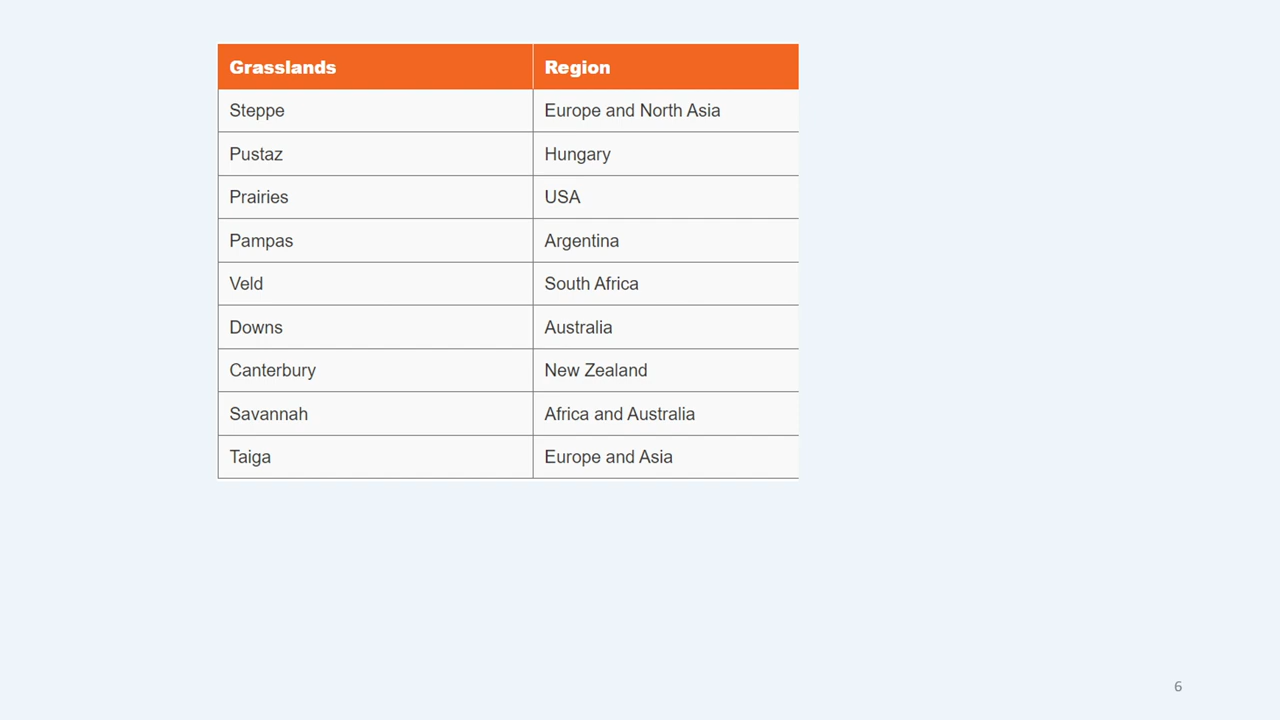 Grasslands Region
Steppe Europe and North Asia
Pustaz Hungary
Prairies USA
Pampas Argentina
Veld South Africa
Downs Australia
Canterbury New Zealand
Savannah Africa and Australia
Taiga Europe and Asia
6